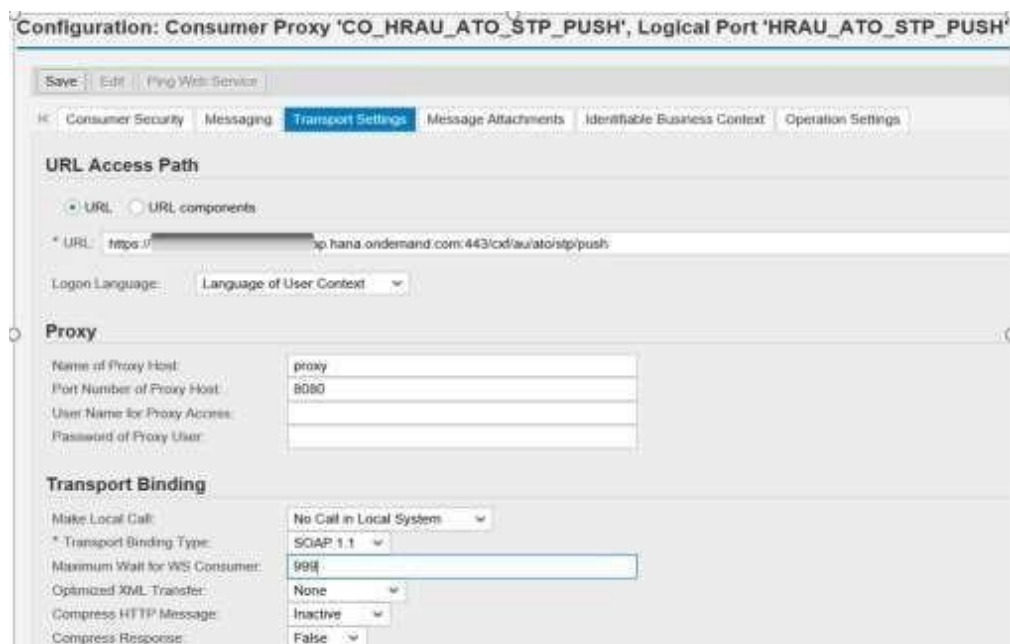 Configuration: Consumer Proxy 'CO_HRAU_ATO_STP_PUSH', Logical Port 'HRAU_ATO_STP_PUSH'
Save Edit Ping Web Service
Consumer Security Messaging Transport Settings Message Attachments Identifiable Business Context Operation Settings
URL Access Path
URL URL components
* URL: https:// hana.ondemand.com:443/cxf/au/ato/stp/push
Logon Language: Language of User Context
Proxy
Name of Proxy Host: proxy
Port Number of Proxy Host: 8080
User Name for Proxy Access:
Password of Proxy User:
Transport Binding
Make Local Call: No Call in Local System
* Transport Binding Type: SOAP 1.1
Maximum Wait for WS Consumer: 999
Optimized XML Transfer: None
Compress HTTP Message: Inactive
Compress Response: False